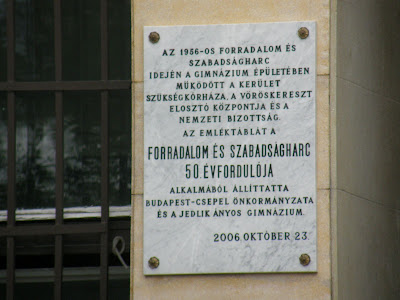 AZ 1956-OS FORRADALOM ÉS
SZABADSÁGHARC
IDEJÉN A GIMNÁZIUM ÉPÜLETÉBEN
MŰKÖDÖTT A KERÜLET
SZÜKSÉGKÓRHÁZA, A VÖRÖSKERESZT
ELOSZTÓ KÖZPONTJA ÉS A
NEMZETI BIZOTTSÁG.
AZ EMLÉKTÁBLÁT A
FORRADALOM ÉS SZABADSÁGHARC
50. ÉVFORDULÓJA
ALKALMÁBÓL ÁLLÍTTATTA
BUDAPEST-CSEPEL ÖNKORMÁNYZATA
ÉS A JEDLIK ÁNYOS GIMNÁZIUM.
2006. OKTÓBER 23.